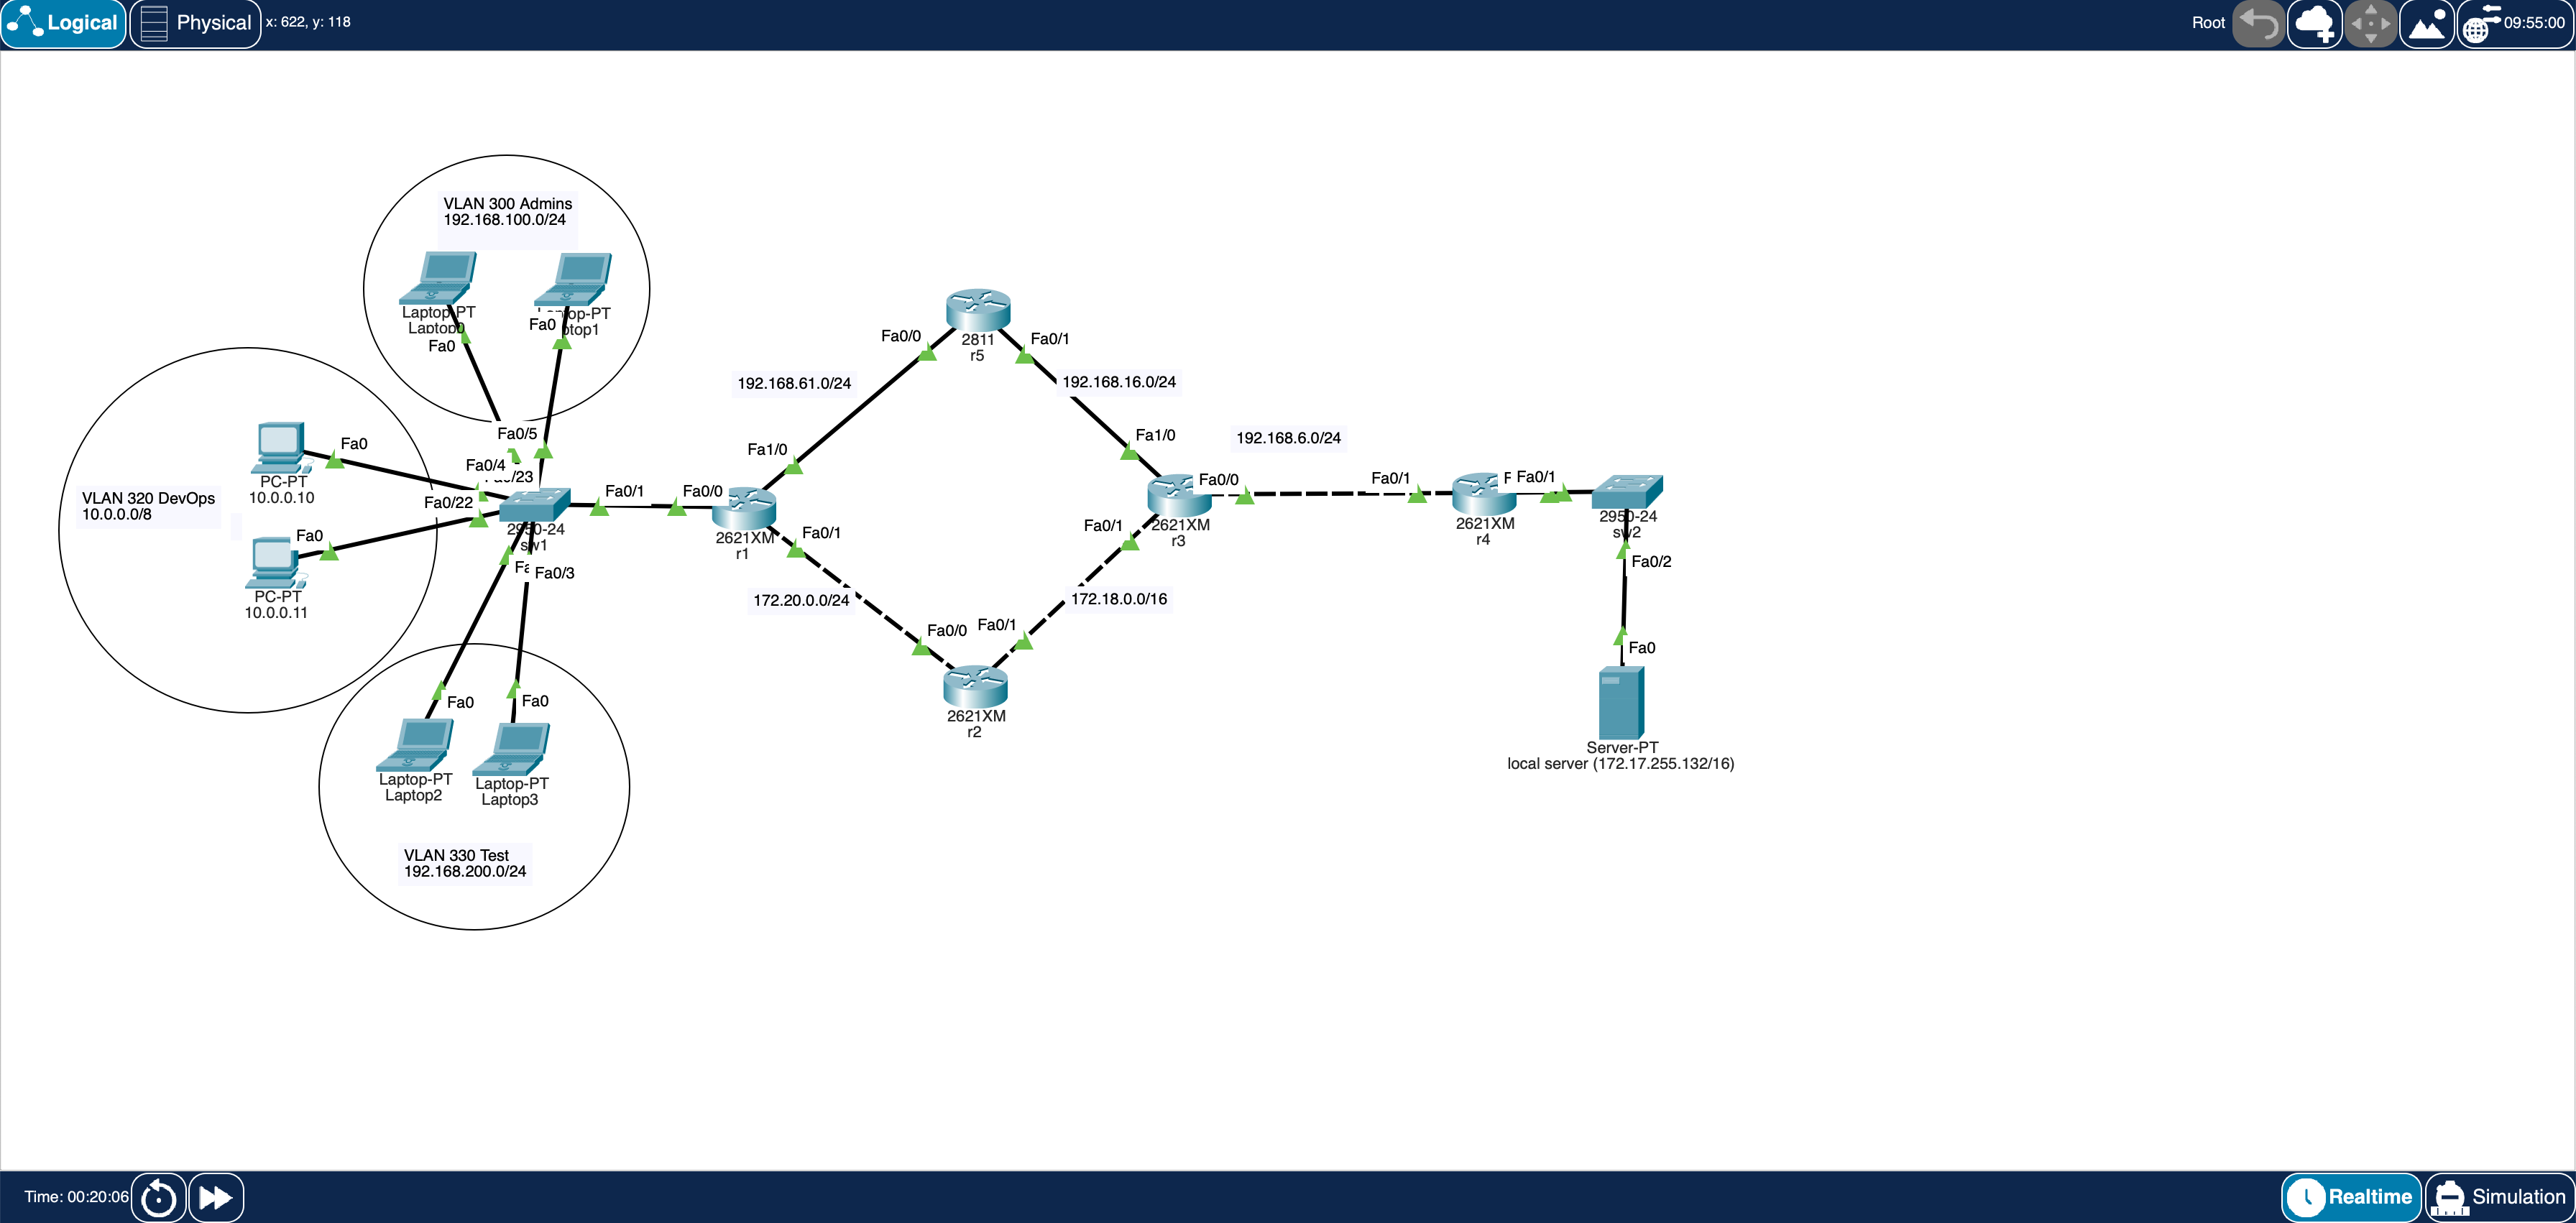 Logical
Physical
x: 622, y: 118
Root
09:55:00
VLAN 300 Admins
192.168.100.0/24
Laptop-PT
Laptop0
Fa0
Fa0
Fa0/5
Fa0/4
Fa0/22
Fa0
PC-PT
10.0.0.10
VLAN 320 DevOps
10.0.0.0/8
Fa0
PC-PT
10.0.0.11
2950-24
sw1
Fa0/3
Fa0/1
Fa0/0
2621XM
r1
Fa1/0
Fa0/1
192.168.61.0/24
Fa0/0
2811
r5
Fa0/1
192.168.16.0/24
Fa1/0
172.20.0.0/24
Fa0/0
Fa0/1
2621XM
r2
172.18.0.0/16
Fa0/1
2621XM
r3
Fa0/0
192.168.6.0/24
Fa0/1
2621XM
r4
Fa0/1
2950-24
sw2
Fa0/2
Fa0
Server-PT
local server (172.17.255.132/16)
Fa0
Fa0
Laptop-PT
Laptop2
Laptop-PT
Laptop3
VLAN 330 Test
192.168.200.0/24
Time: 00:20:06
Realtime
Simulation